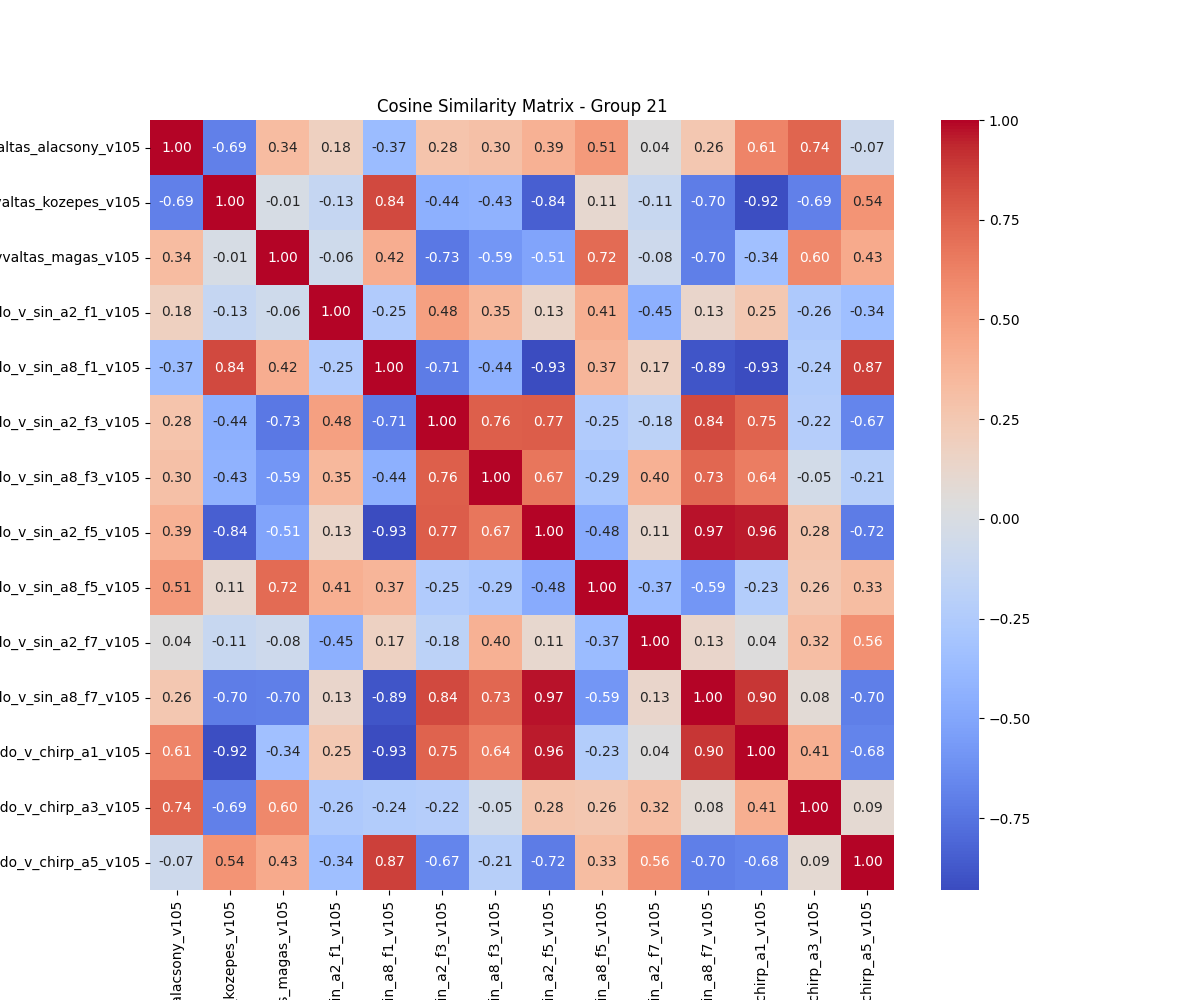 Cosine Similarity Matrix - Group 21
altas_alacsony_v105 1.00 -0.69 0.34 0.18 -0.37 0.28 0.30 0.39 0.51 0.04 0.26 0.61 0.74 -0.07
valtas_kozepes_v105 -0.69 1.00 -0.01 -0.13 0.84 -0.44 -0.43 -0.84 0.11 -0.11 -0.70 -0.92 -0.69 0.54
yvaltas_magas_v105 0.34 -0.01 1.00 -0.06 0.42 -0.73 -0.59 -0.51 0.72 -0.08 -0.70 -0.34 0.60 0.43
do_v_sin_a2_f1_v105 0.18 -0.13 -0.06 1.00 -0.25 0.48 0.35 0.13 0.41 -0.45 0.13 0.25 -0.26 -0.34
do_v_sin_a8_f1_v105 -0.37 0.84 0.42 -0.25 1.00 -0.71 -0.44 -0.93 0.37 0.17 -0.89 -0.93 -0.24 0.87
do_v_sin_a2_f3_v105 0.28 -0.44 -0.73 0.48 -0.71 1.00 0.76 0.77 -0.25 -0.18 0.84 0.75 -0.22 -0.67
do_v_sin_a8_f3_v105 0.30 -0.43 -0.59 0.35 -0.44 0.76 1.00 0.67 -0.29 0.40 0.73 0.64 -0.05 -0.21
do_v_sin_a2_f5_v105 0.39 -0.84 -0.51 0.13 -0.93 0.77 0.67 1.00 -0.48 0.11 0.97 0.96 0.28 -0.72
do_v_sin_a8_f5_v105 0.51 0.11 0.72 0.41 0.37 -0.25 -0.29 -0.48 1.00 -0.37 -0.59 -0.23 0.26 0.33
do_v_sin_a2_f7_v105 0.04 -0.11 -0.08 -0.45 0.17 -0.18 0.40 0.11 -0.37 1.00 0.13 0.04 0.32 0.56
do_v_sin_a8_f7_v105 0.26 -0.70 -0.70 0.13 -0.89 0.84 0.73 0.97 -0.59 0.13 1.00 0.90 0.08 -0.70
do_v_chirp_a1_v105 0.61 -0.92 -0.34 0.25 -0.93 0.75 0.64 0.96 -0.23 0.04 0.90 1.00 0.41 -0.68
do_v_chirp_a3_v105 0.74 -0.69 0.60 -0.26 -0.24 -0.22 -0.05 0.28 0.26 0.32 0.08 0.41 1.00 0.09
do_v_chirp_a5_v105 -0.07 0.54 0.43 -0.34 0.87 -0.67 -0.21 -0.72 0.33 0.56 -0.70 -0.68 0.09 1.00
alacsony_v105
kozepes_v105
s_magas_v105
in_a2_f1_v105
in_a8_f1_v105
in_a2_f3_v105
in_a8_f3_v105
in_a2_f5_v105
in_a8_f5_v105
in_a2_f7_v105
in_a8_f7_v105
chirp_a1_v105
chirp_a3_v105
chirp_a5_v105
1.00
0.75
0.50
0.25
0.00
−0.25
−0.50
−0.75